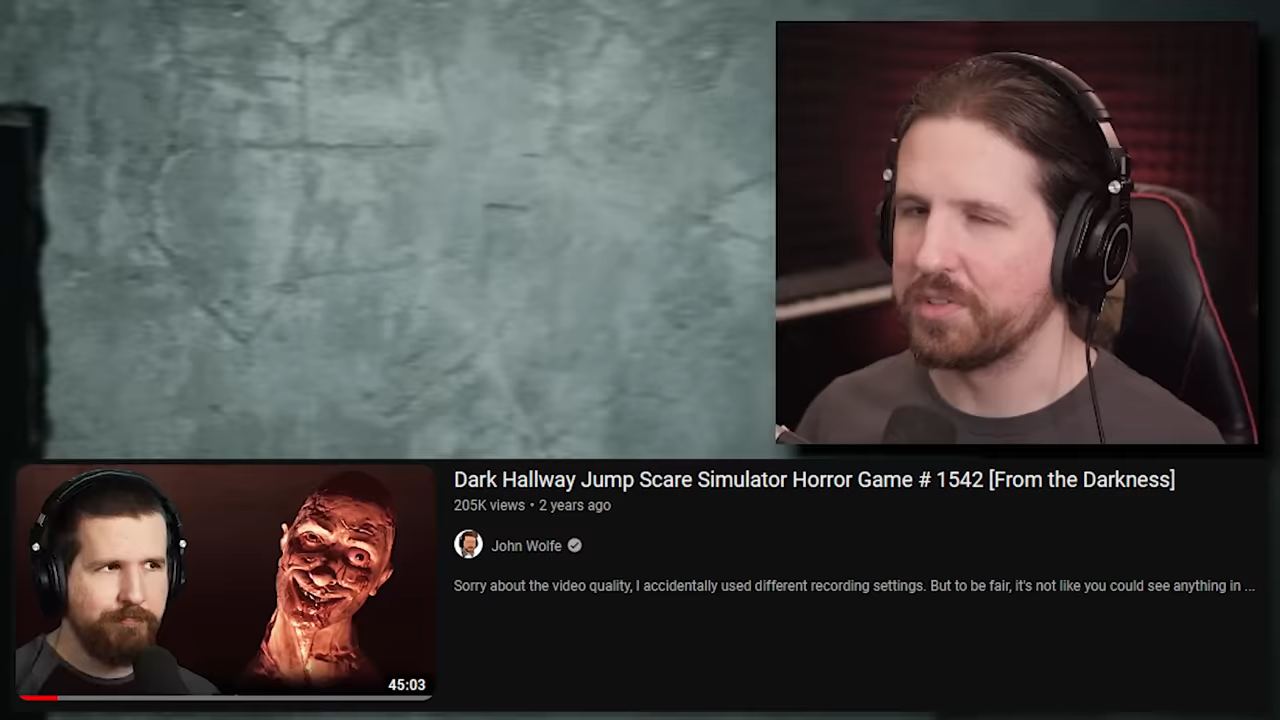 Dark Hallway Jump Scare Simulator Horror Game # 1542 [From the Darkness]
205K views • 2 years ago
John Wolfe
Sorry about the video quality, I accidentally used different recording settings. But to be fair, it's not like you could see anything in ...
45:03